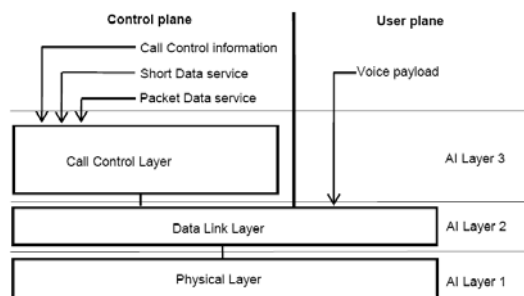 Control plane
User plane
Call Control information
Short Data service
Voice payload
Packet Data service
Call Control Layer
AI Layer 3
Data Link Layer
AI Layer 2
Physical Layer
AI Layer 1